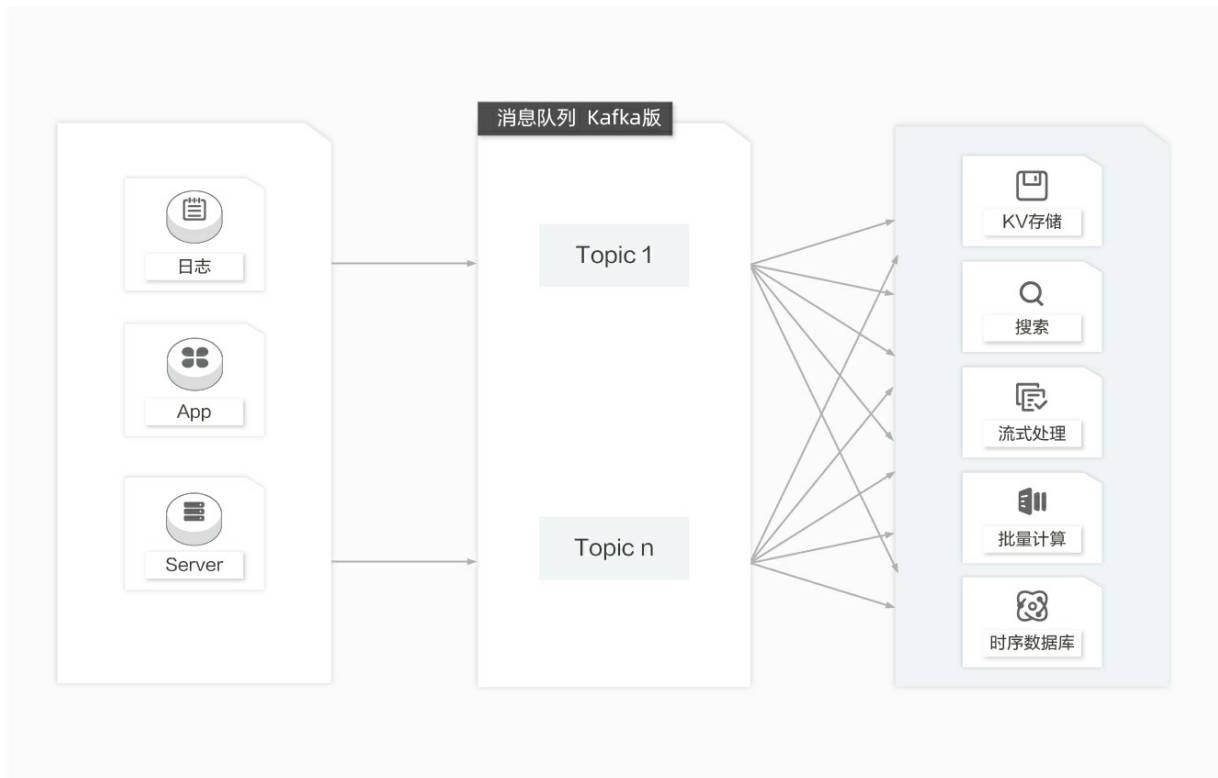 消息队列 Kafka版
日志
App
Server
Topic 1
Topic n
KV存储
搜索
流式处理
批量计算
时序数据库